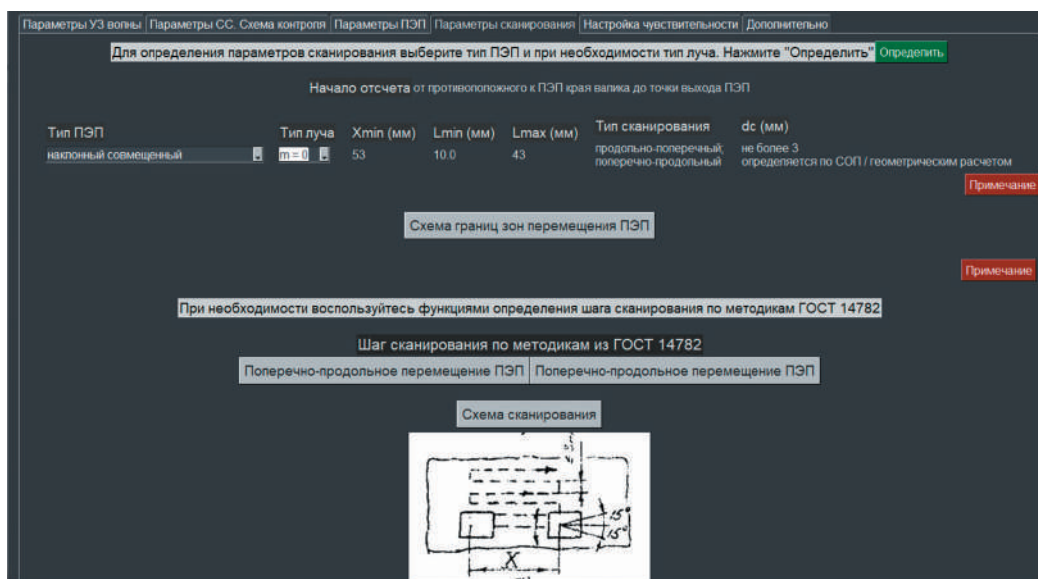 Параметры УЗ волны Параметры СС. Схема контроля Параметры ПЭП Параметры сканирования Настройка чувствительности Дополнительно
Для определения параметров сканирования выберите тип ПЭП и при необходимости тип луча. Нажмите "Определить" Определить
Начало отсчета от противоположного к ПЭП края валика до точки выхода ПЭП
Тип ПЭП Тип луча Xmin (мм) Lmin (мм) Lmax (мм) Тип сканирования dc (мм)
наклонный совмещенный m = 0 53 10.0 43 продольно-поперечный; не более 3
поперечно-продольный определяется по СОП / геометрическим расчетом
Примечание
Схема границ зон перемещения ПЭП
Примечание
При необходимости воспользуйтесь функциями определения шага сканирования по методикам ГОСТ 14782
Шаг сканирования по методикам из ГОСТ 14782
Поперечно-продольное перемещение ПЭП Поперечно-продольное перемещение ПЭП
Схема сканирования
15°
15°
X